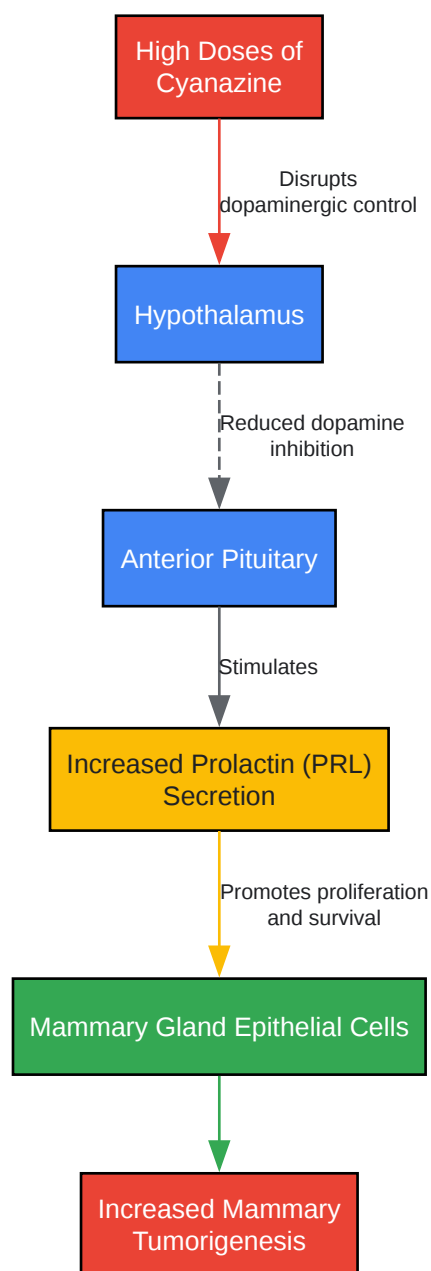 High Doses of
Cyanazine
Disrupts
dopaminergic control
Hypothalamus
Reduced dopamine
inhibition
Anterior Pituitary
Stimulates
Increased Prolactin (PRL)
Secretion
Promotes proliferation
and survival
Mammary Gland Epithelial Cells
Increased Mammary
Tumorigenesis